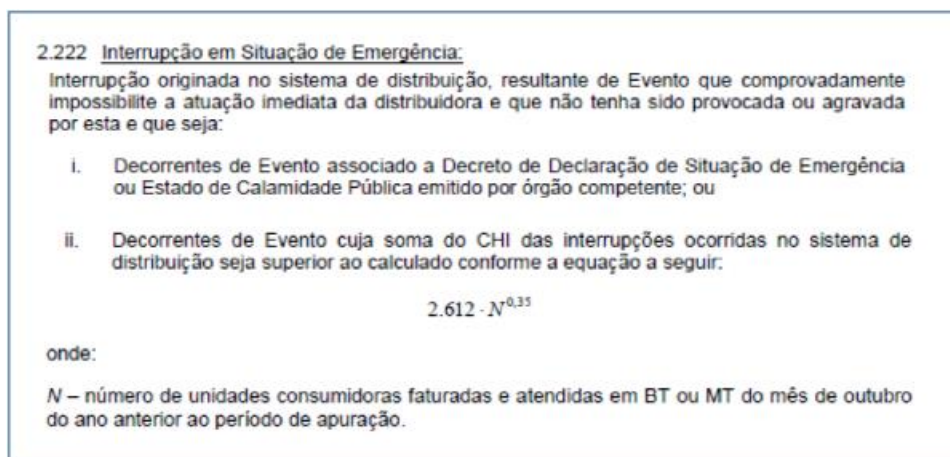 2.222 Interrupção em Situação de Emergência:
Interrupção originada no sistema de distribuição, resultante de Evento que comprovadamente
impossibilite a atuação imediata da distribuidora e que não tenha sido provocada ou agravada
por esta e que seja:
i. Decorrentes de Evento associado a Decreto de Declaração de Situação de Emergência
ou Estado de Calamidade Pública emitido por órgão competente; ou
ii. Decorrentes de Evento cuja soma do CHI das interrupções ocorridas no sistema de
distribuição seja superior ao calculado conforme a equação a seguir:
2.612 · N^0,35
onde:
N – número de unidades consumidoras faturadas e atendidas em BT ou MT do mês de outubro
do ano anterior ao período de apuração.